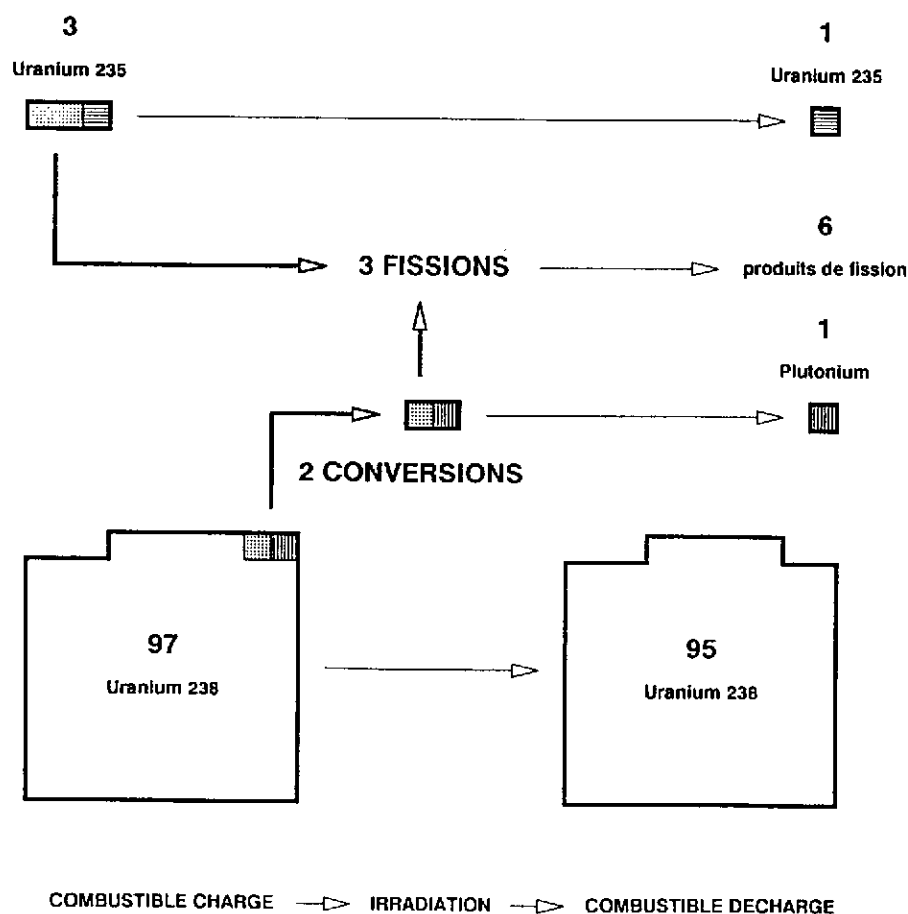 3
Uranium 235
1
Uranium 235
3 FISSIONS
6
produits de fission
1
Plutonium
2 CONVERSIONS
97
Uranium 238
95
Uranium 238
COMBUSTIBLE CHARGE
IRRADIATION
COMBUSTIBLE DECHARGE